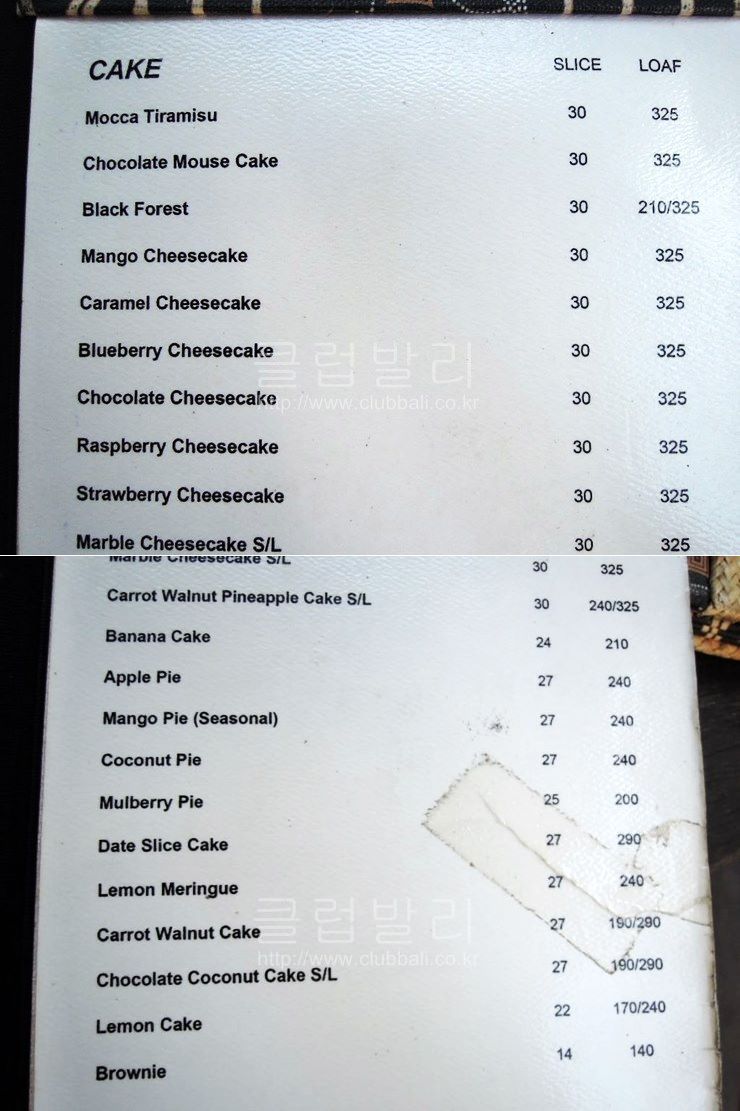 CAKE SLICE LOAF
Mocca Tiramisu 30 325
Chocolate Mouse Cake 30 325
Black Forest 30 210/325
Mango Cheesecake 30 325
Caramel Cheesecake 30 325
Blueberry Cheesecake 30 325
클럽발리
Chocolate Cheesecake 30 325
http://www.clubbali.co.kr
Raspberry Cheesecake 30 325
Strawberry Cheesecake 30 325
Marble Cheesecake S/L 30 325
Marble Cheesecake S/L 30 325
Carrot Walnut Pineapple Cake S/L 30 240/325
Banana Cake 24 210
Apple Pie 27 240
Mango Pie (Seasonal) 27 240
Coconut Pie 27 240
Mulberry Pie 25 200
Date Slice Cake 27 290
Lemon Meringue 27 240
클럽발리
Carrot Walnut Cake 27 190/290
http://www.clubbali.co.kr
Chocolate Coconut Cake S/L 27 190/290
Lemon Cake 22 170/240
Brownie 14 140